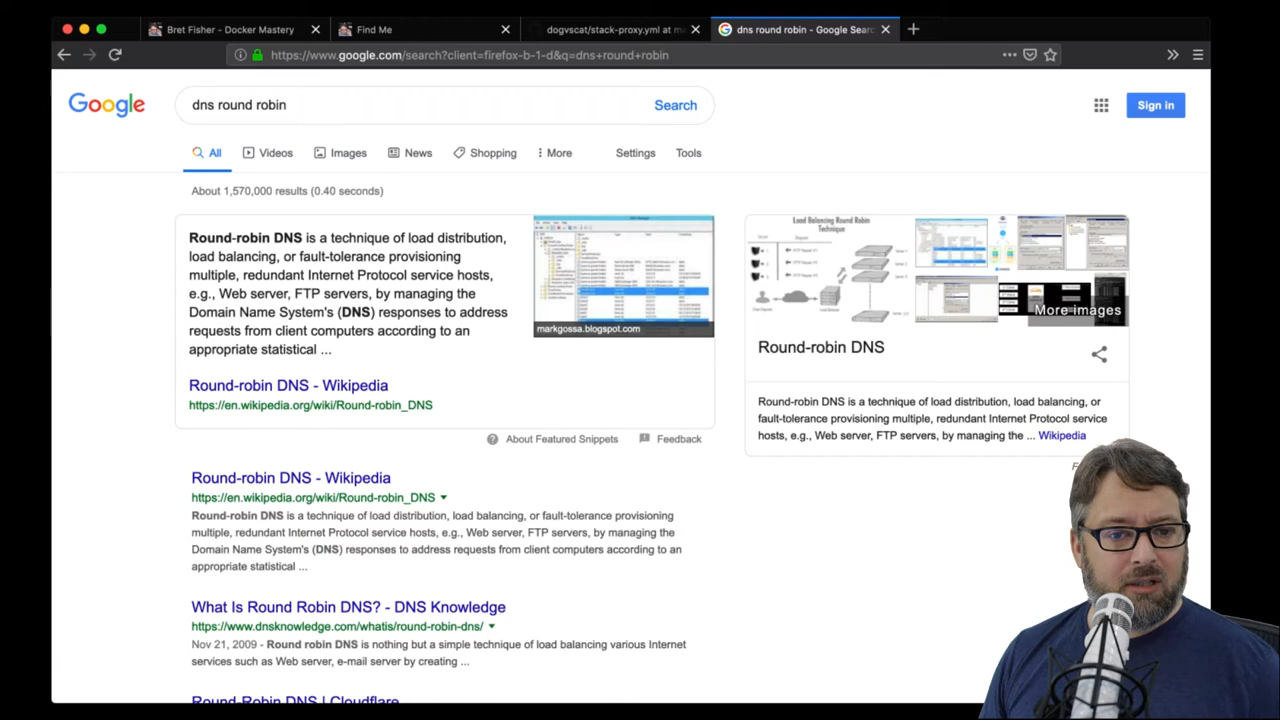 Bret Fisher - Docker Mastery
Find Me
dogvscat/stack-proxy.yml at ma
dns round robin - Google Searc
https://www.google.com/search?client=firefox-b-1-d&q=dns+round+robin
Google
dns round robin
Search
Sign in
All
Videos
Images
News
Shopping
More
Settings
Tools
About 1,570,000 results (0.40 seconds)
Round-robin DNS is a technique of load distribution,
load balancing, or fault-tolerance provisioning
multiple, redundant Internet Protocol service hosts,
e.g., Web server, FTP servers, by managing the
Domain Name System's (DNS) responses to address
requests from client computers according to an
appropriate statistical ...
markgossa.blogspot.com
Round-robin DNS - Wikipedia
https://en.wikipedia.org/wiki/Round-robin_DNS
About Featured Snippets
Feedback
Round-robin DNS - Wikipedia
https://en.wikipedia.org/wiki/Round-robin_DNS
Round-robin DNS is a technique of load distribution, load balancing, or fault-tolerance provisioning
multiple, redundant Internet Protocol service hosts, e.g., Web server, FTP servers, by managing the
Domain Name System's (DNS) responses to address requests from client computers according to an
appropriate statistical ...
What Is Round Robin DNS? - DNS Knowledge
https://www.dnsknowledge.com/whatis/round-robin-dns/
Nov 21, 2009 - Round robin DNS is nothing but a simple technique of load balancing various Internet
services such as Web server, e-mail server by creating ...
Round-Robin DNS | Cloudflare
Load Balancing Round Robin
Technique
More images
Round-robin DNS
Round-robin DNS is a technique of load distribution, load balancing, or
fault-tolerance provisioning multiple, redundant Internet Protocol service
hosts, e.g., Web server, FTP servers, by managing the ... Wikipedia